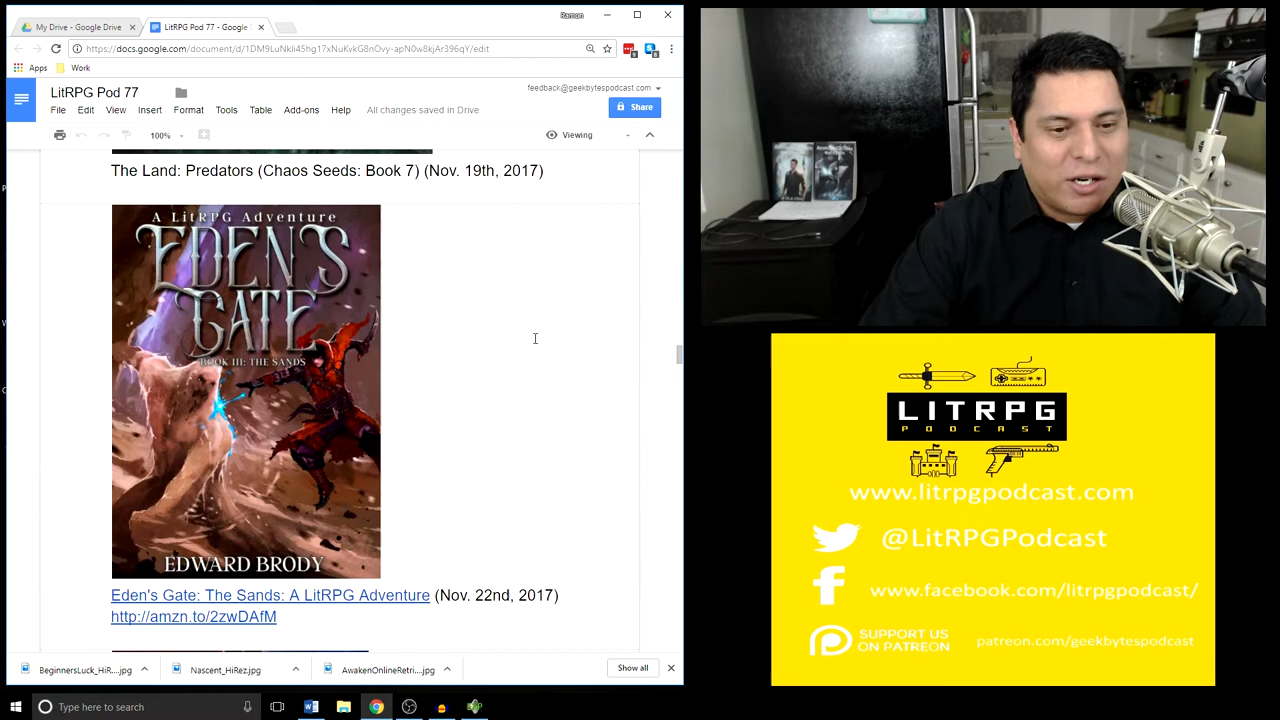 Ramon
My Drive - Google Drive
LitRPG Pod 77 - Google
https://docs.google.com/document/d/1DM9LuNkIi45hg17xNuKvkG8nOvy-apN0w8kjAr396qY/edit
Apps
Work
LitRPG Pod 77
feedback@geekbytespodcast.com
File Edit View Insert Format Tools Table Add-ons Help All changes saved in Drive
Share
100%
Viewing
The Land: Predators (Chaos Seeds: Book 7) (Nov. 19th, 2017)
A LitRPG Adventure
EDEN'S
GATE
BOOK III: THE SANDS
EDWARD BRODY
Eden's Gate: The Sands: A LitRPG Adventure (Nov. 22nd, 2017)
http://amzn.to/2zwDAfM
BeginnersLuck_HiR....jpg
Nascent_HiRez.jpg
AwakenOnlineRetri....jpg
Show all
Type here to search
LITRPG
PODCAST
www.litrpgpodcast.com
@LitRPGPodcast
www.facebook.com/litrpgpodcast/
SUPPORT US
ON PATREON
patreon.com/geekbytespodcast